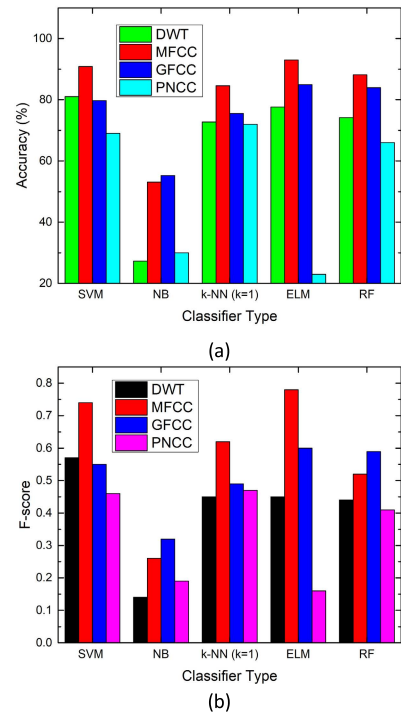 DWT
MFCC
GFCC
PNCC
100
80
60
40
20
Accuracy (%)
SVM NB k-NN (k=1) ELM RF
Classifier Type
(a)
DWT
MFCC
GFCC
PNCC
0.8
0.7
0.6
0.5
0.4
0.3
0.2
0.1
0.0
F-score
SVM NB k-NN (k=1) ELM RF
Classifier Type
(b)